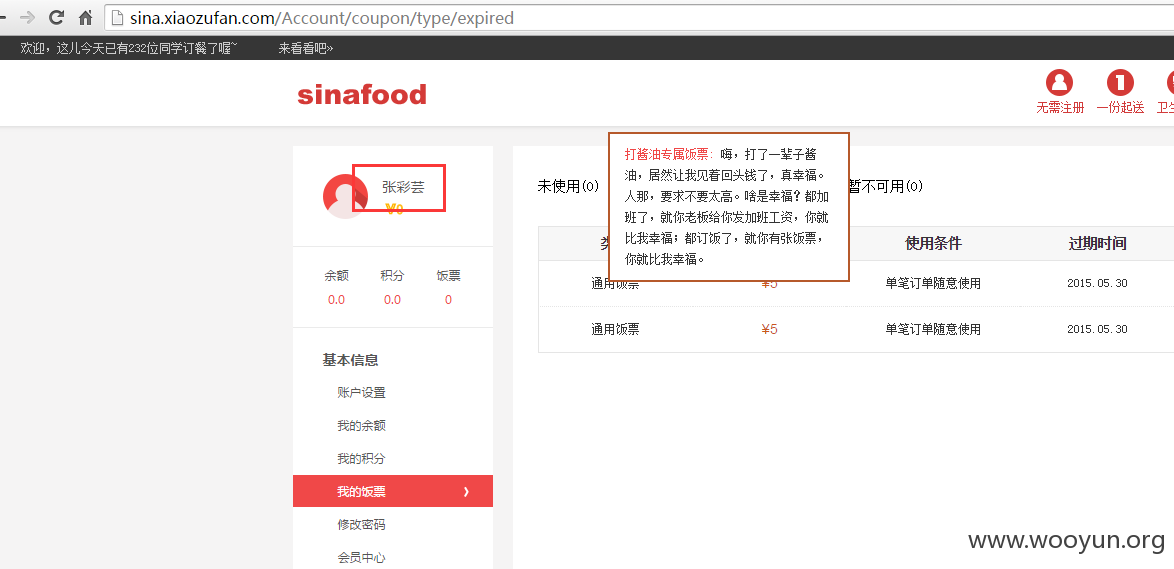 sina.xiaozufan.com/Account/coupon/type/expired
欢迎，这儿今天已有232位同学订餐了喔~ 来看看吧»
sinafood
无需注册 一份起送 卫生
张彩芸
¥0
余额 积分 饭票
0.0 0.0 0
基本信息
账户设置
我的余额
我的积分
我的饭票 ›
修改密码
会员中心
未使用(0) 暂不可用(0)
打酱油专属饭票：嗨，打了一辈子酱
油，居然让我见着回头钱了，真幸福。
人那，要求不要太高。啥是幸福？都加
班了，就你老板给你发加班工资，你就
比我幸福；都订饭了，就你有张饭票，
你就比我幸福。
使用条件 过期时间
通用饭票 ¥5 单笔订单随意使用 2015.05.30
通用饭票 ¥5 单笔订单随意使用 2015.05.30
www.wooyun.org